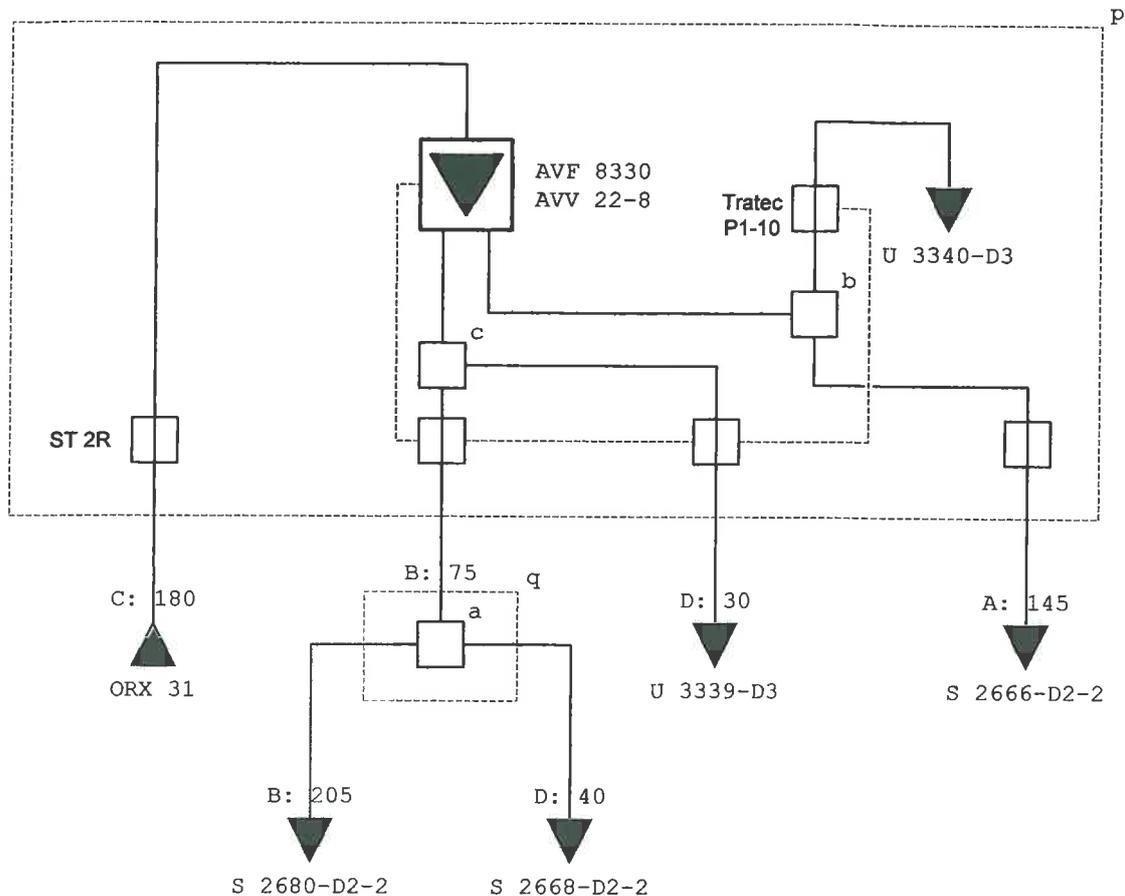 p
AVF 8330
AVV 22-8
Tratec
P1-10
U 3340-D3
b
c
ST 2R
B: 75
q
C: 180
a
D: 30
A: 145
ORX 31
U 3339-D3
S 2666-D2-2
B: 205
D: 40
S 2680-D2-2
S 2668-D2-2